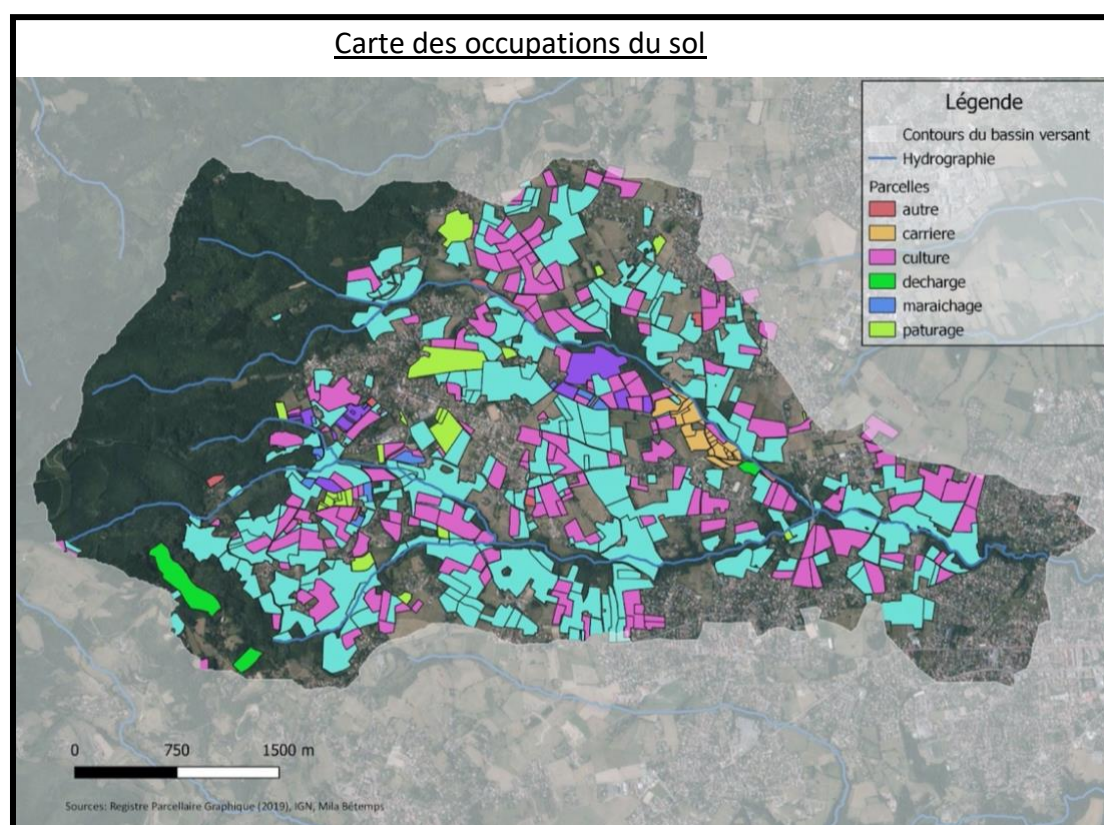 Carte des occupations du sol
Légende
Contours du bassin versant
Hydrographie
Parcelles
autre
carriere
culture
decharge
maraichage
paturage
0 750 1500 m
Sources: Registre Parcellaire Graphique (2019), IGN, Mila Bétemps